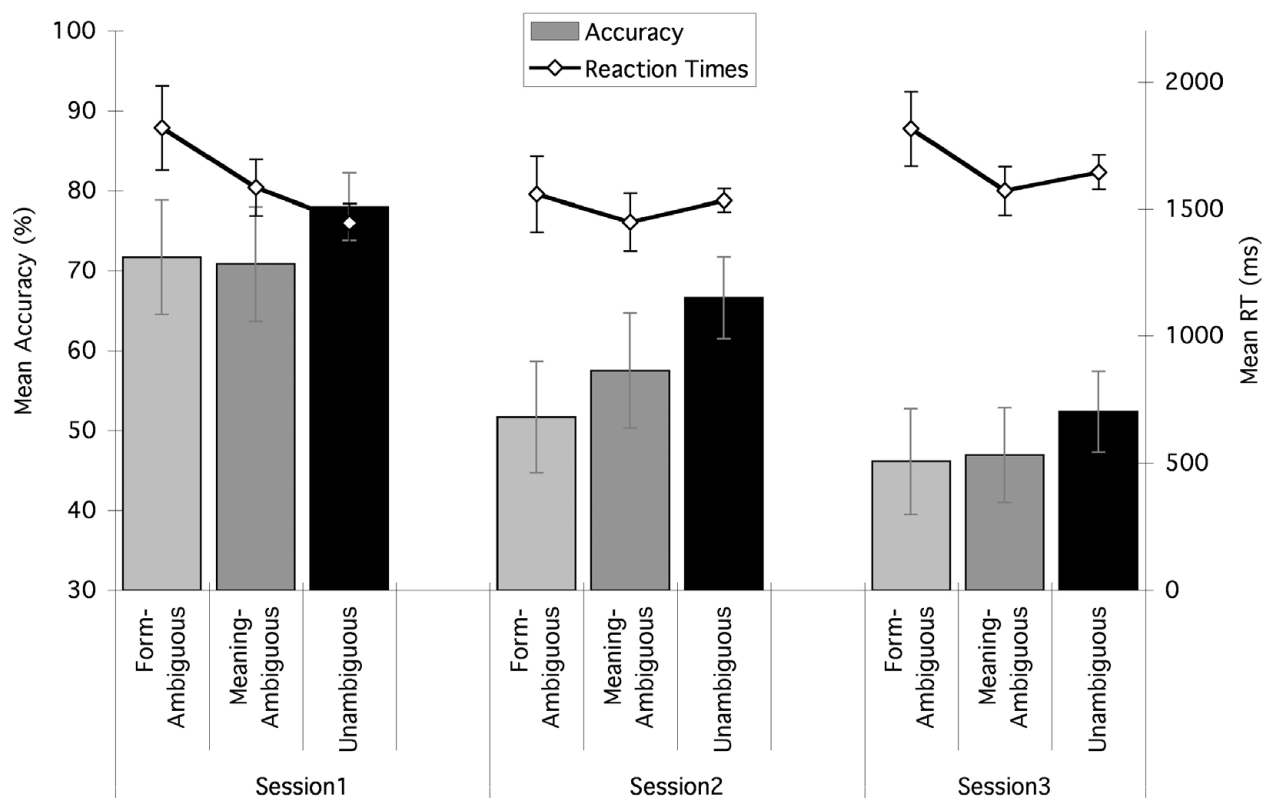 Accuracy
Reaction Times
Mean Accuracy (%)
100
90
80
70
60
50
40
30
Mean RT (ms)
2000
1500
1000
500
0
Form-
Ambiguous
Meaning-
Ambiguous
Unambiguous
Form-
Ambiguous
Meaning-
Ambiguous
Unambiguous
Form-
Ambiguous
Meaning-
Ambiguous
Unambiguous
Session1
Session2
Session3